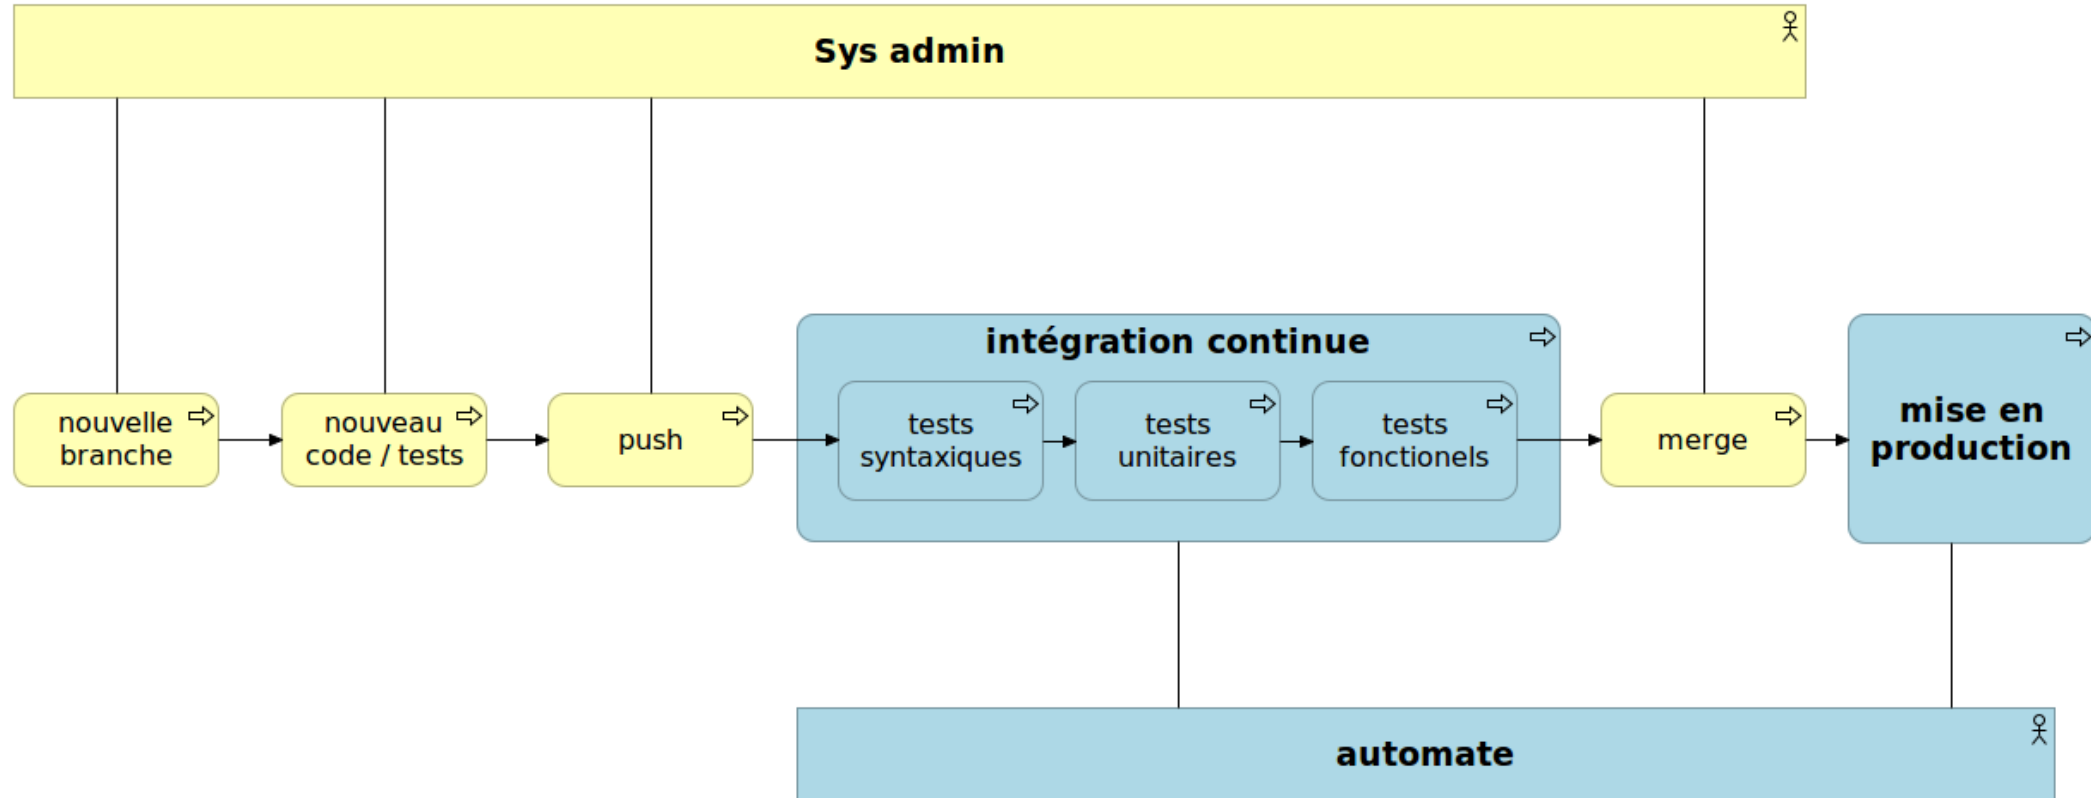 Sys admin
nouvelle
branche
nouveau
code / tests
push
intégration continue
tests
syntaxiques
tests
unitaires
tests
fonctionels
merge
mise en
production
automate